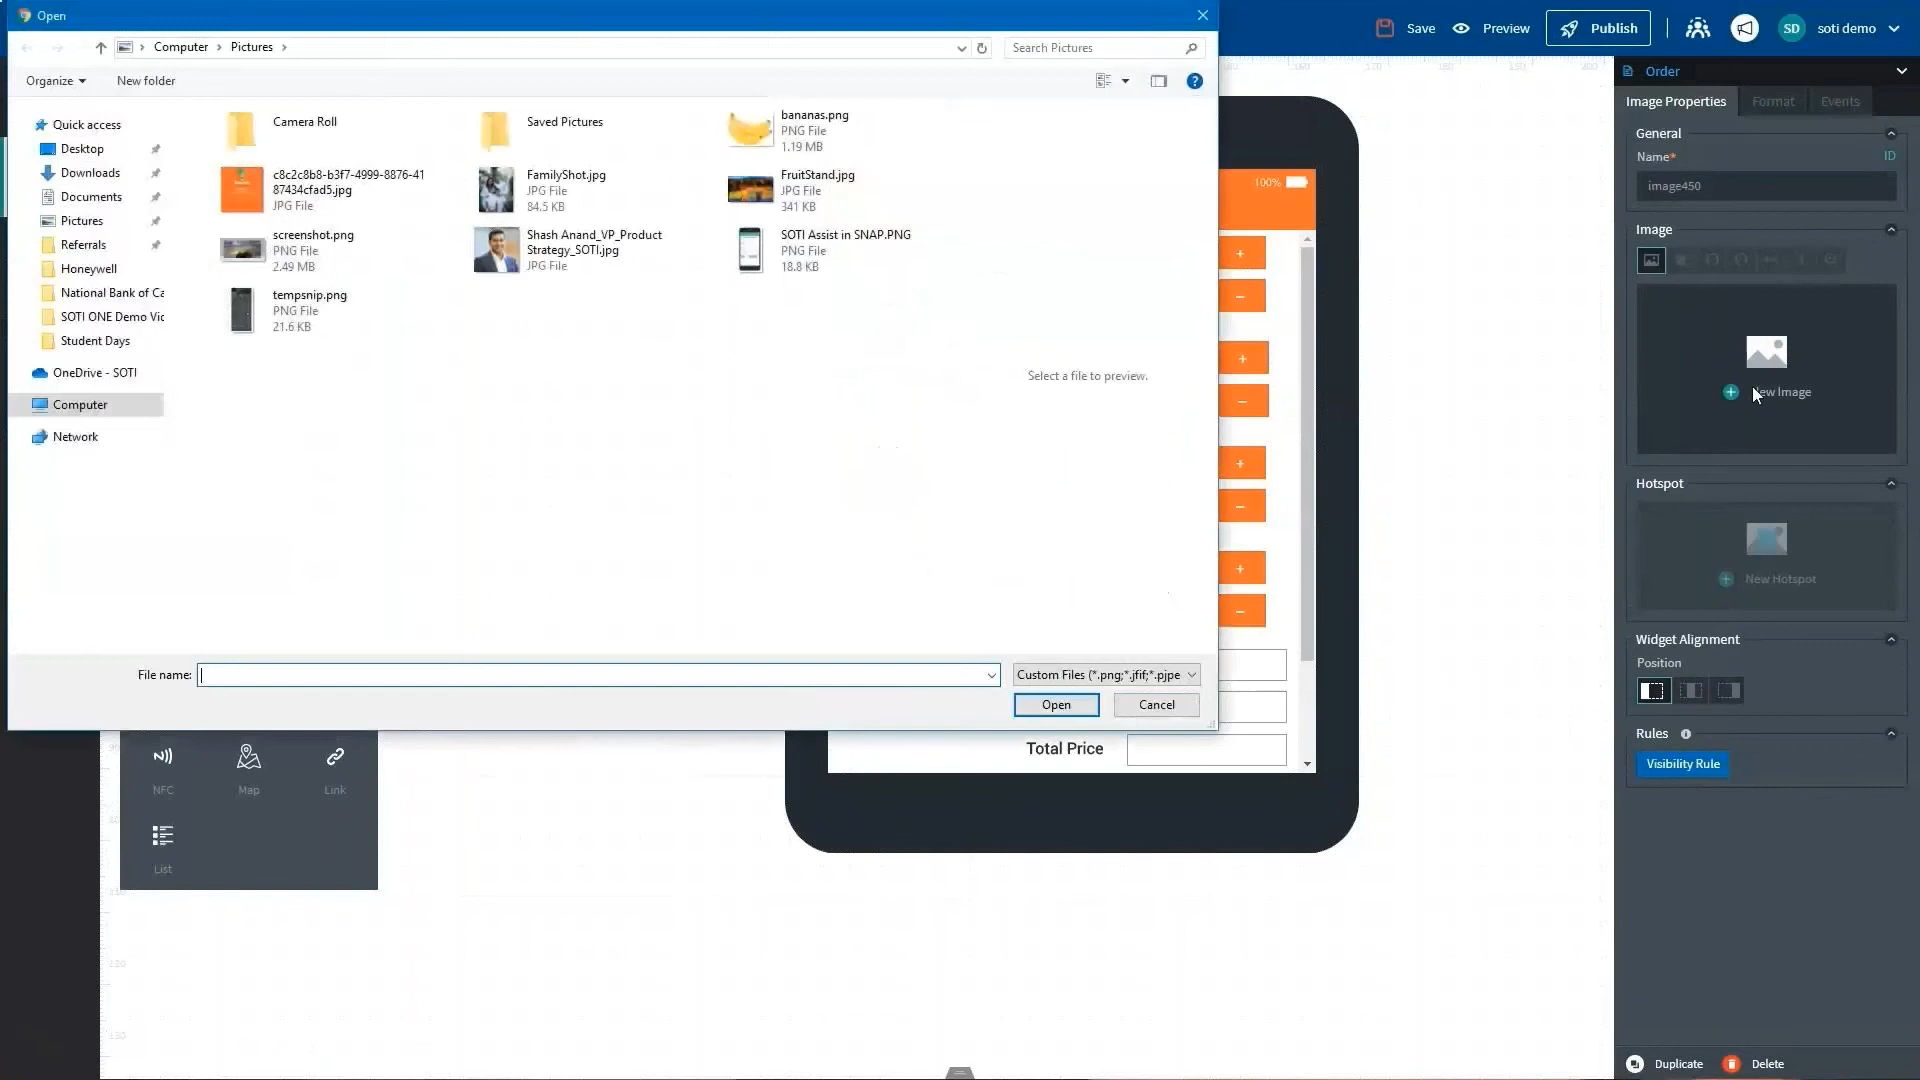 Open
Save
Preview
Publish
SD
soti demo
Computer
Pictures
Search Pictures
Organize
New folder
Quick access
Desktop
Downloads
Documents
Pictures
Referrals
Honeywell
National Bank of Ca
SOTI ONE Demo Vic
Student Days
OneDrive - SOTI
Computer
Network
Camera Roll
Saved Pictures
bananas.png
PNG File
1.19 MB
c8c2c8b8-b3f7-4999-8876-41
87434cfad5.jpg
JPG File
FamilyShot.jpg
JPG File
84.5 KB
FruitStand.jpg
JPG File
341 KB
screenshot.png
PNG File
2.49 MB
Shash Anand_VP_Product
Strategy_SOTI.jpg
JPG File
SOTI Assist in SNAP.PNG
PNG File
18.8 KB
tempsnip.png
PNG File
21.6 KB
Select a file to preview.
File name:
Custom Files (*.png;*.jfif;*.pjpe
Open
Cancel
100%
+
−
+
−
+
−
+
−
Total Price
NFC
Map
Link
List
Order
Image Properties
Format
Events
General
Name*
ID
image450
Image
New Image
Hotspot
New Hotspot
Widget Alignment
Position
Rules
Visibility Rule
Duplicate
Delete